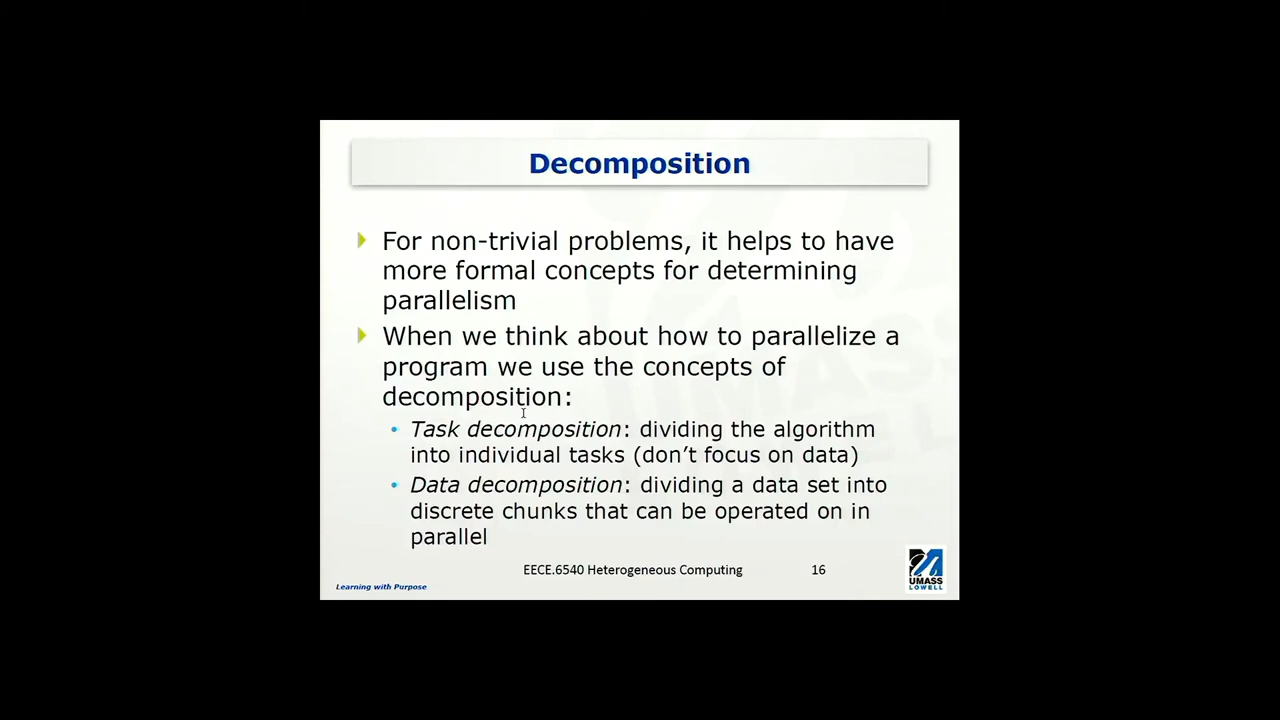 Decomposition
For non-trivial problems, it helps to have
more formal concepts for determining
parallelism
When we think about how to parallelize a
program we use the concepts of
decomposition:
• Task decomposition: dividing the algorithm
into individual tasks (don’t focus on data)
• Data decomposition: dividing a data set into
discrete chunks that can be operated on in
parallel
EECE.6540 Heterogeneous Computing 16
UMASS
LOWELL
Learning with Purpose